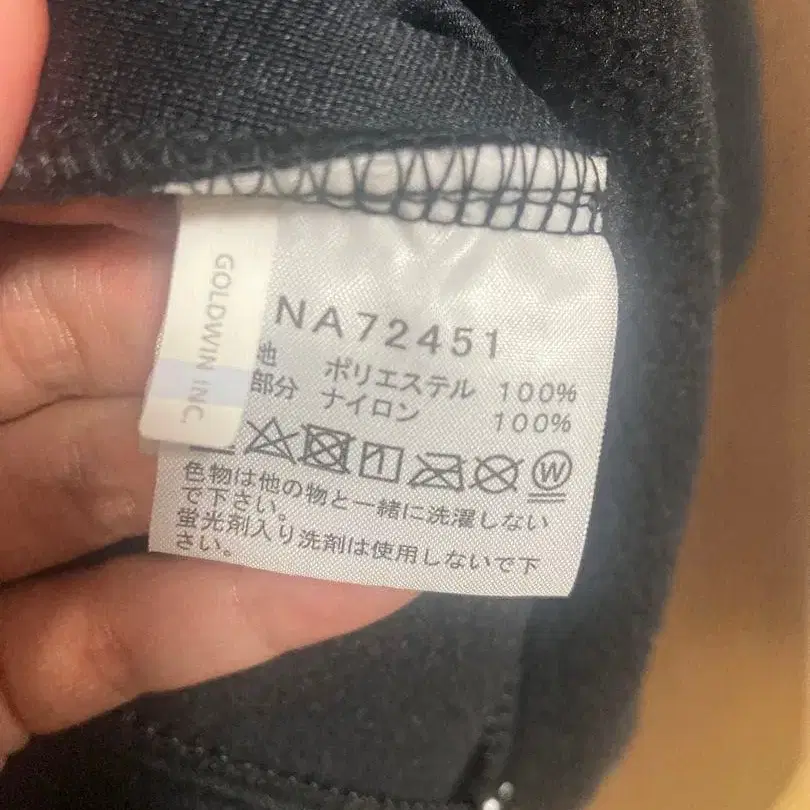 GOLDWIN INC.
NA72451
地 ポリエステル 100%
部分 ナイロン 100%
W
色物は他の物と一緒に洗濯しない
で下さい。
蛍光剤入り洗剤は使用しないで下
さい。